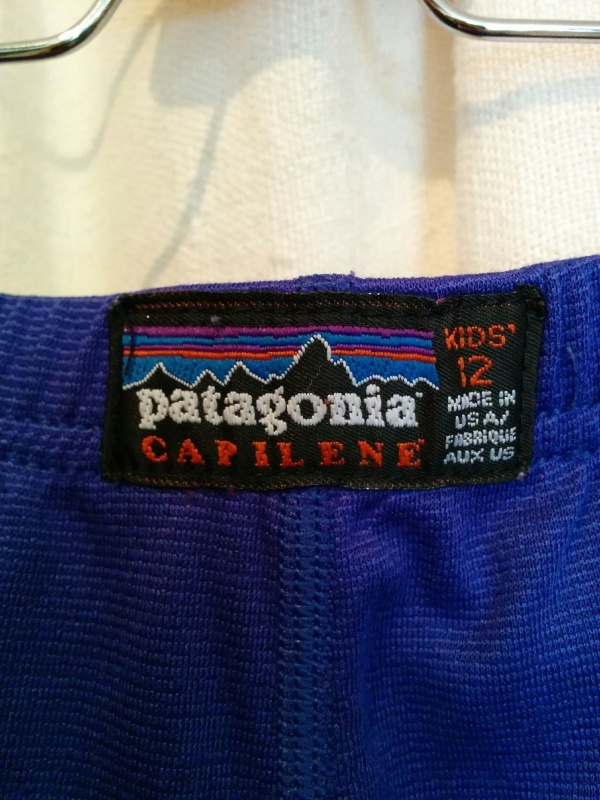 patagonia
CAPILENE
KIDS'
12
MADE IN
USA/
FABRIQUE
AUX US